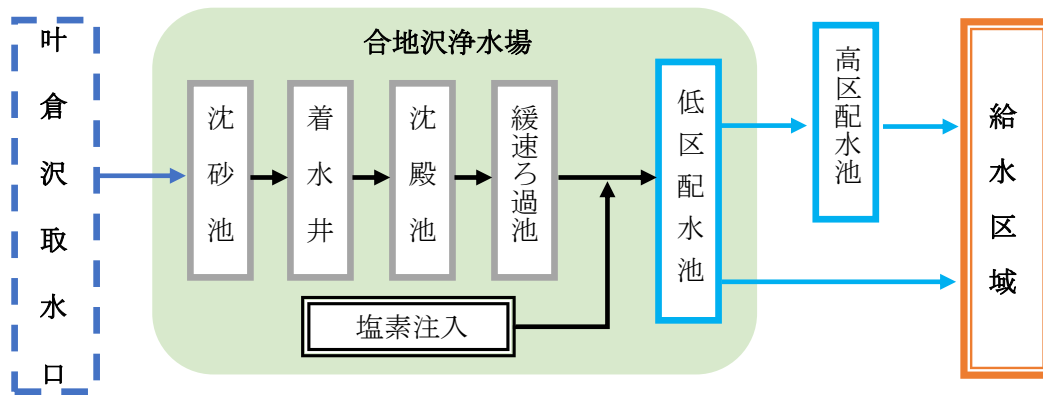 叶倉沢取水口
合地沢浄水場
沈砂池
着水井
沈殿池
緩速ろ過池
塩素注入
低区配水池
高区配水池
給水区域